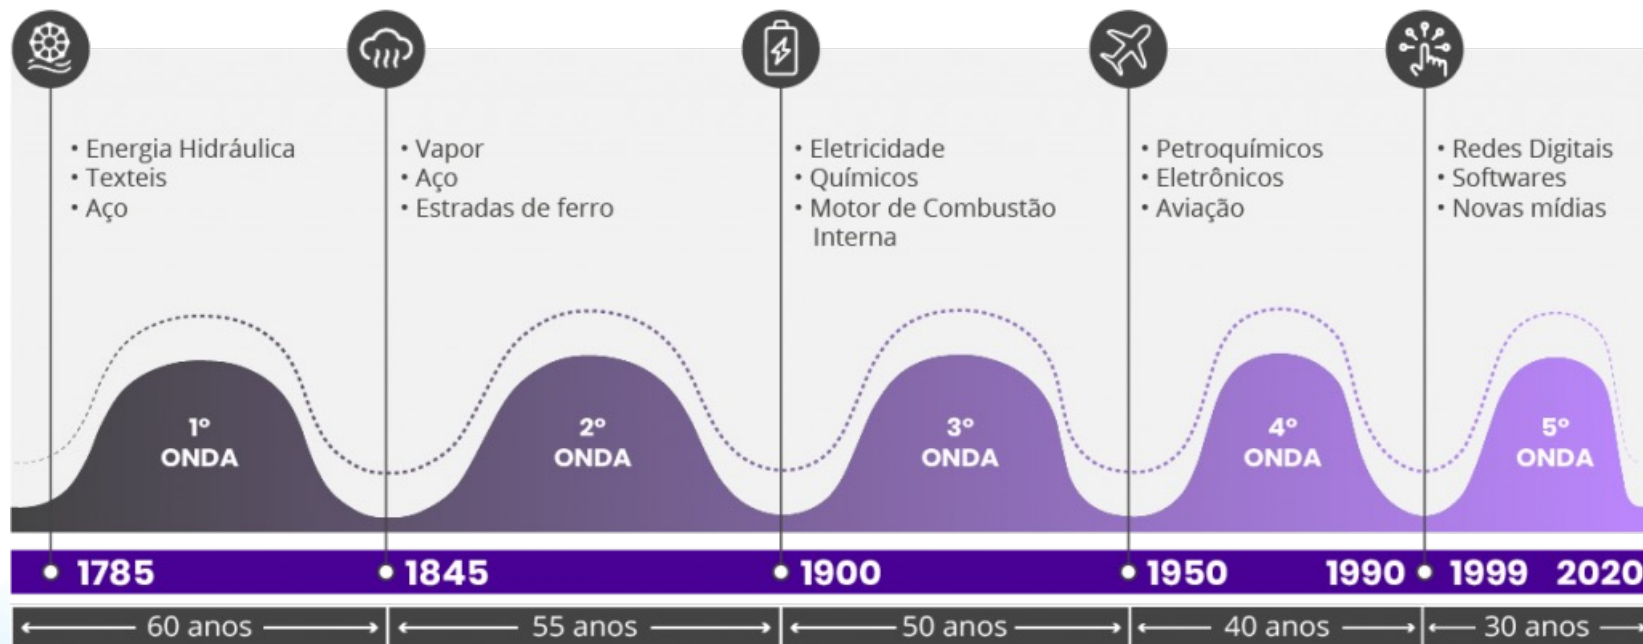 • Energia Hidráulica
• Texteis
• Aço
• Vapor
• Aço
• Estradas de ferro
• Eletricidade
• Químicos
• Motor de Combustão
Interna
• Petroquímicos
• Eletrônicos
• Aviação
• Redes Digitais
• Softwares
• Novas mídias
1º
ONDA
2º
ONDA
3º
ONDA
4º
ONDA
5º
ONDA
1785
1845
1900
1950
1990
1999
2020
60 anos
55 anos
50 anos
40 anos
30 anos